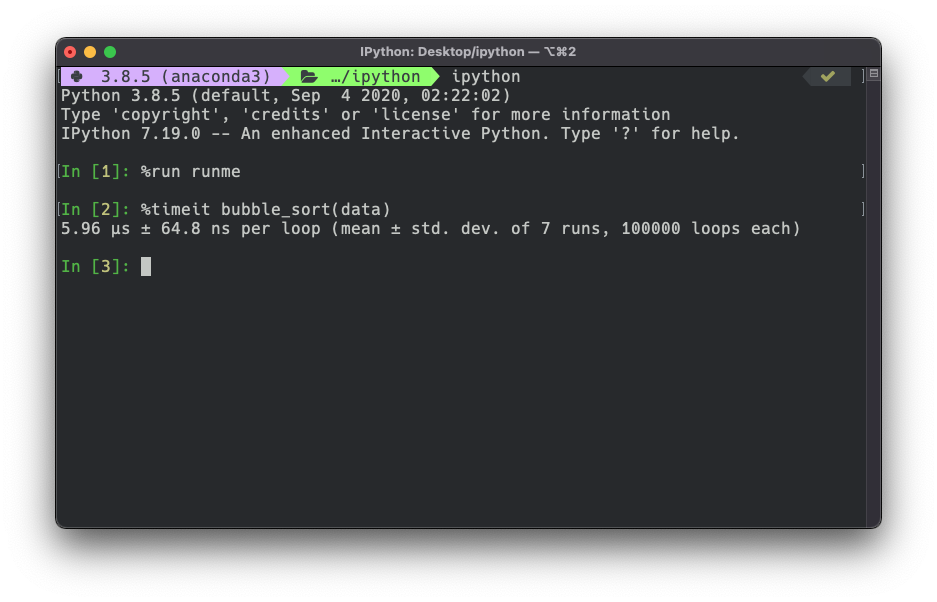 IPython: Desktop/ipython — ⌥⌘2
3.8.5 (anaconda3) …/ipython ipython
Python 3.8.5 (default, Sep  4 2020, 02:22:02)
Type 'copyright', 'credits' or 'license' for more information
IPython 7.19.0 -- An enhanced Interactive Python. Type '?' for help.
In [1]: %run runme
In [2]: %timeit bubble_sort(data)
5.96 µs ± 64.8 ns per loop (mean ± std. dev. of 7 runs, 100000 loops each)
In [3]: